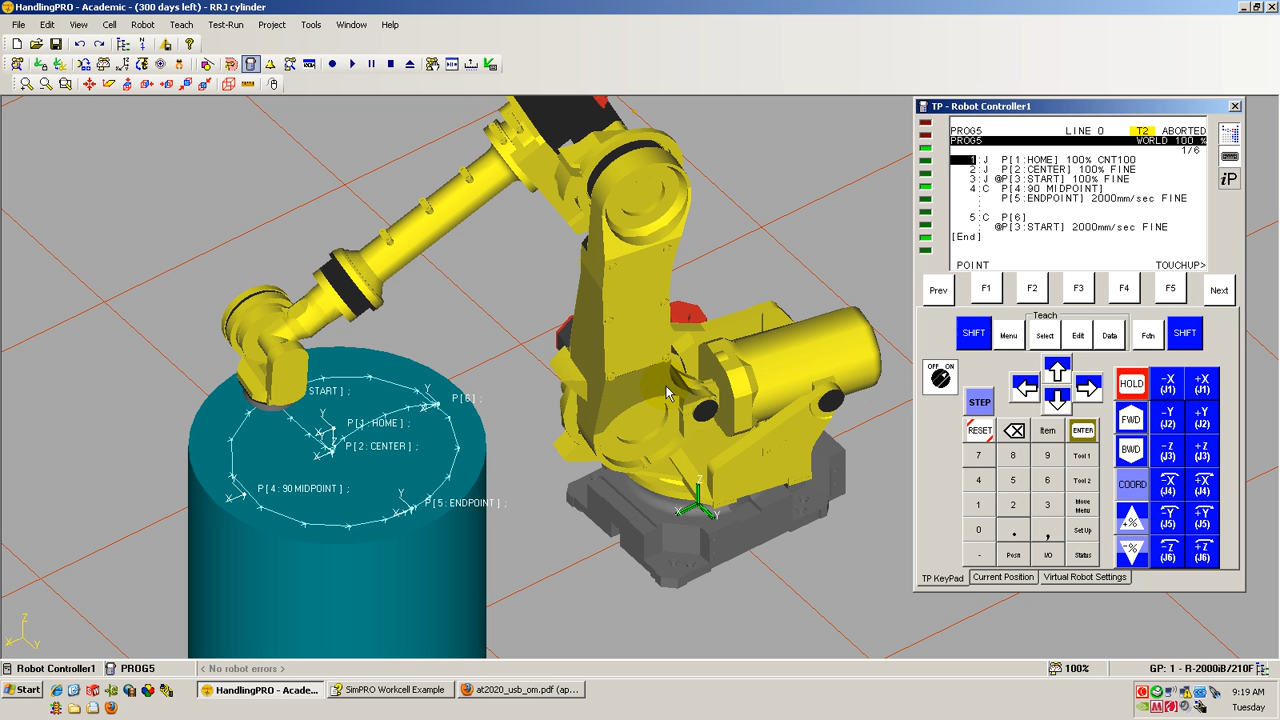 HandlingPRO - Academic - (300 days left) - RRJ cylinder
File Edit View Cell Robot Teach Test-Run Project Tools Window Help
TP - Robot Controller1
PROG5 LINE 0 T2 ABORTED
PROG5 WORLD 100 %
1/6
1:J P[1:HOME] 100% CNT100
2:J P[2:CENTER] 100% FINE
3:J @P[3:START] 100% FINE
4:C P[4:90 MIDPOINT]
: P[5:ENDPOINT] 2000mm/sec FINE
5:C P[6]
: @P[3:START] 2000mm/sec FINE
[End]
POINT TOUCHUP>
iP
Prev F1 F2 F3 F4 F5 Next
Teach
SHIFT Menu Select Edit Data Fctn SHIFT
OFF ON
STEP
HOLD -X (J1) +X (J1)
FWD -Y (J2) +Y (J2)
RESET Item ENTER
BWD -Z (J3) +Z (J3)
7 8 9 Tool 1
4 5 6 Tool 2
COORD -X (J4) +X (J4)
1 2 3 Move Menu
+% -Y (J5) +Y (J5)
0 . , Set Up
- Posn I/O Status
-% -Z (J6) +Z (J6)
TP KeyPad Current Position Virtual Robot Settings
START] ;
P[6] ;
P[1:HOME] ;
P[2:CENTER] ;
P[4:90 MIDPOINT] ;
P[5:ENDPOINT] ;
X Y Z
Z X Y
Robot Controller1 PROG5 < No robot errors > 100% GP: 1 - R-2000iB/210F
Start HandlingPRO - Acade... SimPRO Workcell Example at2020_usb_om.pdf (ap...
9:19 AM
Tuesday